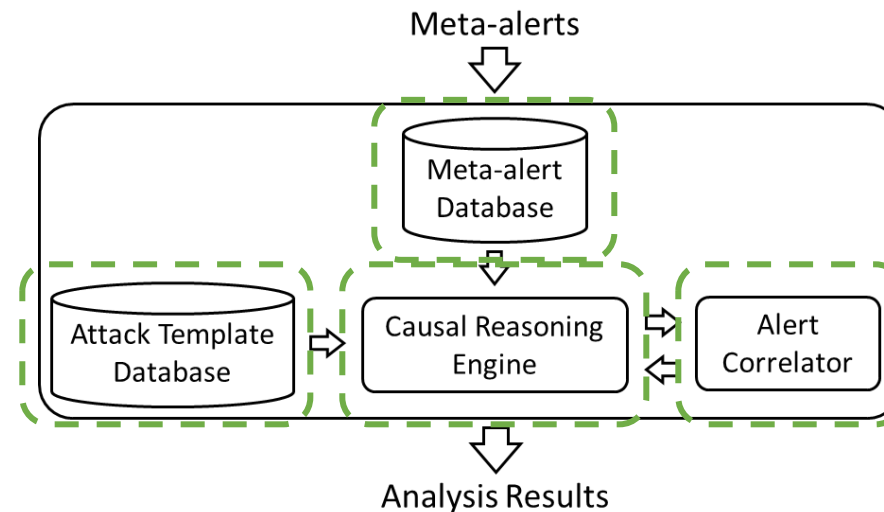 Meta-alerts
Meta-alert
Database
Attack Template
Database
Causal Reasoning
Engine
Alert
Correlator
Analysis Results